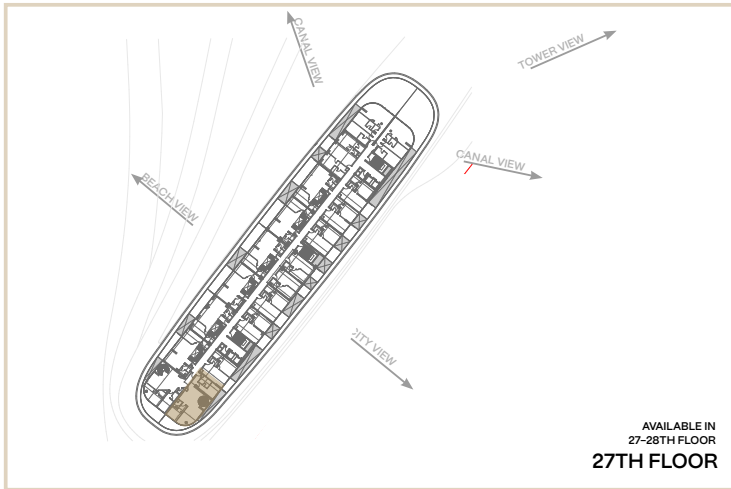 CANAL VIEW
TOWER VIEW
CANAL VIEW
BEACH VIEW
CITY VIEW
AVAILABLE IN
27–28TH FLOOR
27TH FLOOR